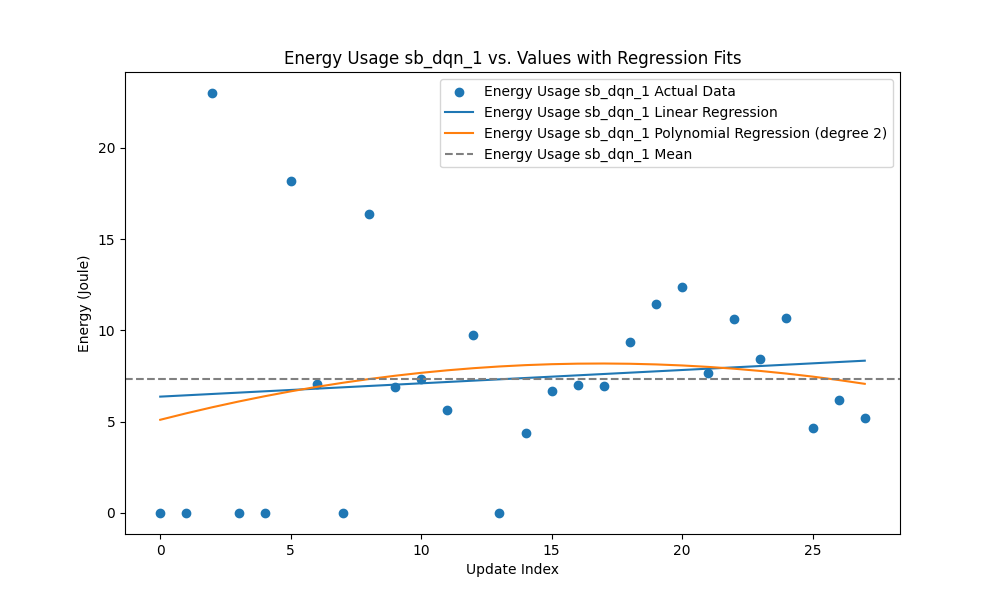 Energy Usage sb_dqn_1 vs. Values with Regression Fits
Energy Usage sb_dqn_1 Actual Data
Energy Usage sb_dqn_1 Linear Regression
Energy Usage sb_dqn_1 Polynomial Regression (degree 2)
Energy Usage sb_dqn_1 Mean
Energy (Joule)
20
15
10
5
0
0 5 10 15 20 25
Update Index